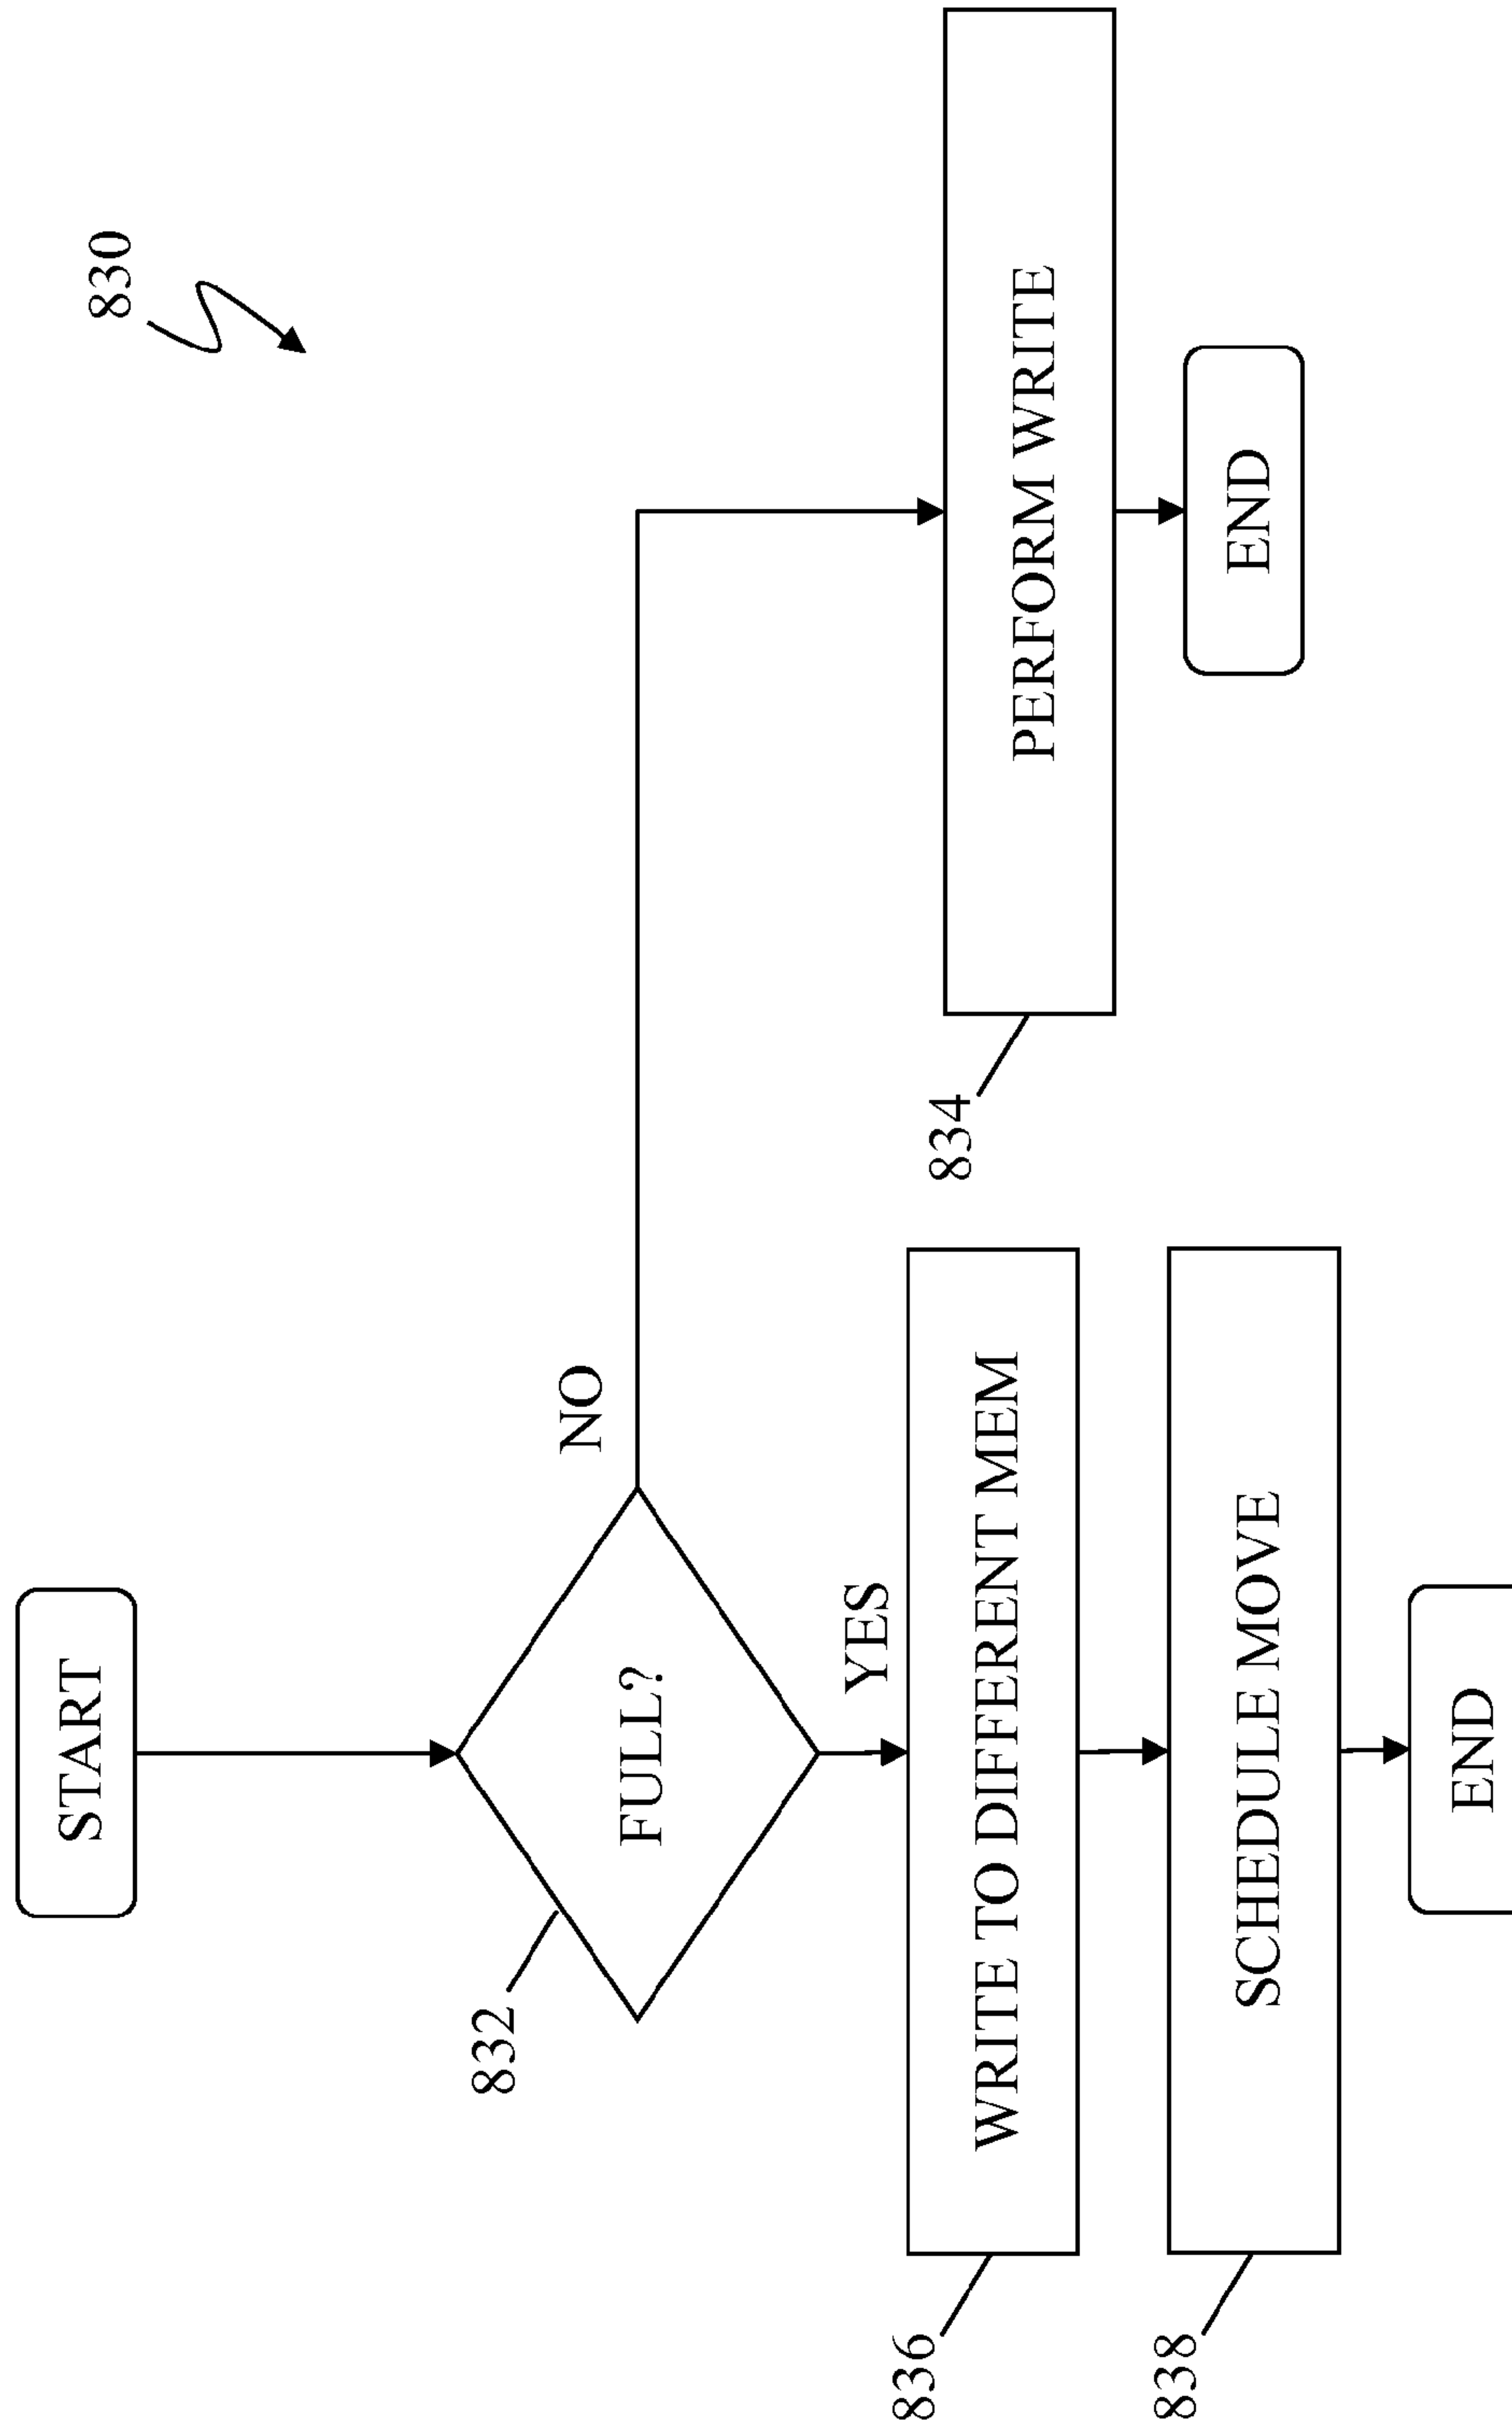 START
830
832
FULL?
NO
YES
836
WRITE TO DIFFERENT MEM
834
PERFORM WRITE
838
SCHEDULE MOVE
END
END